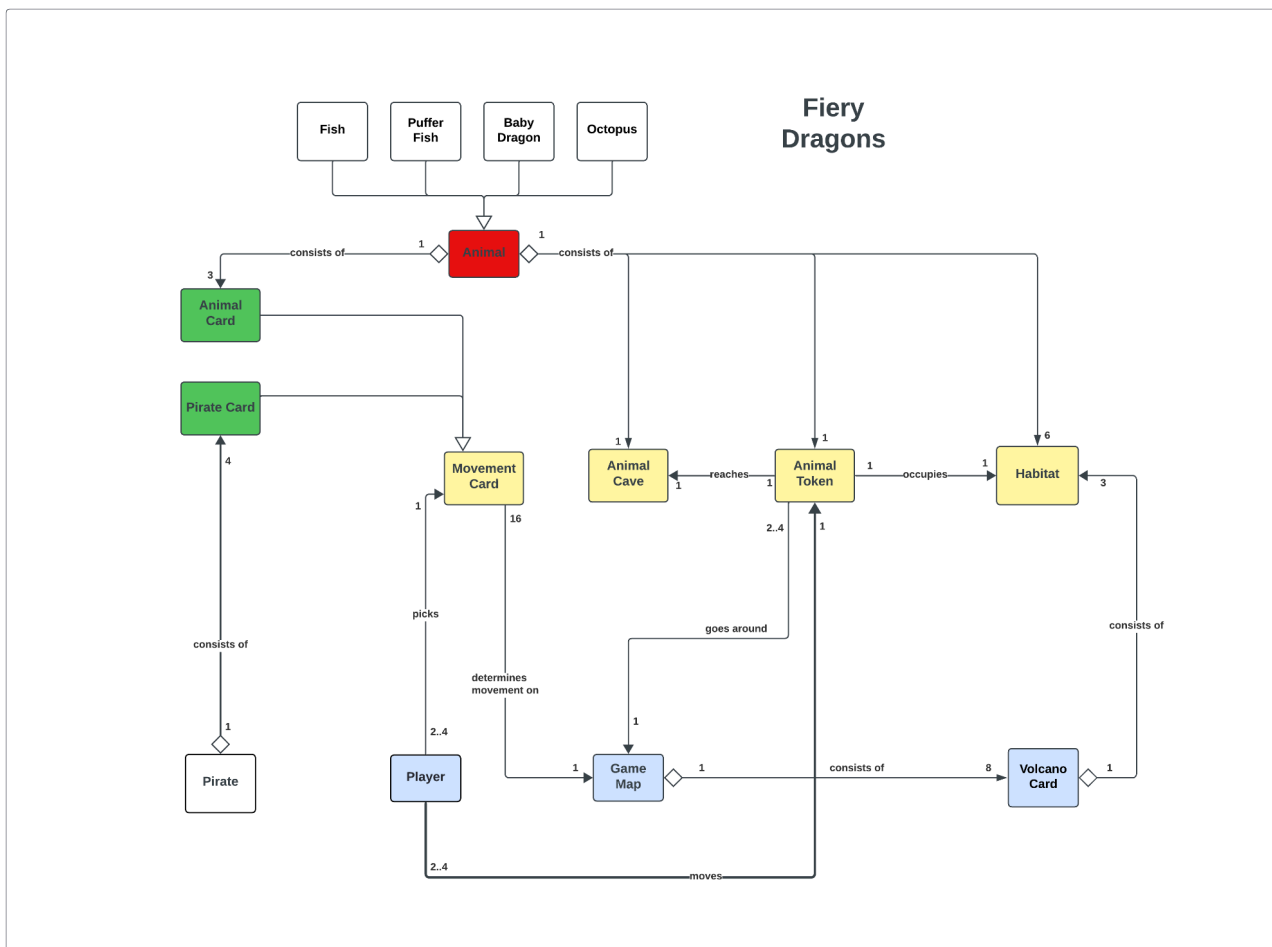 Fiery
Dragons
Fish
Puffer
Fish
Baby
Dragon
Octopus
Animal
1
consists of
3
1
consists of
Animal
Card
Pirate Card
4
consists of
1
Pirate
Movement
Card
1
16
picks
2..4
Player
2..4
moves
determines
movement on
1
1
Animal
Cave
1
reaches
1
1
Animal
Token
1
occupies
1
6
Habitat
3
2..4
1
goes around
1
Game
Map
1
consists of
8
Volcano
Card
1
consists of